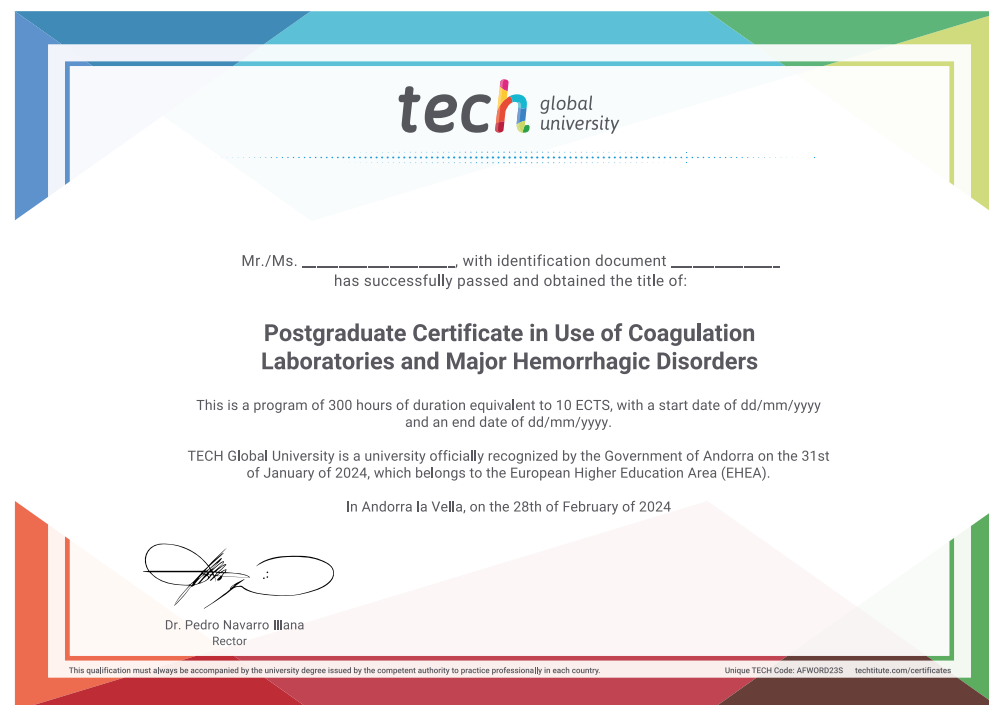 tech global
university
Mr./Ms. ____________________, with identification document ______________
has successfully passed and obtained the title of:
Postgraduate Certificate in Use of Coagulation
Laboratories and Major Hemorrhagic Disorders
This is a program of 300 hours of duration equivalent to 10 ECTS, with a start date of dd/mm/yyyy
and an end date of dd/mm/yyyy.
TECH Global University is a university officially recognized by the Government of Andorra on the 31st
of January of 2024, which belongs to the European Higher Education Area (EHEA).
In Andorra la Vella, on the 28th of February of 2024
Dr. Pedro Navarro Illana
Rector
This qualification must always be accompanied by the university degree issued by the competent authority to practice professionally in each country.
Unique TECH Code: AFWORD23S techtitute.com/certificates